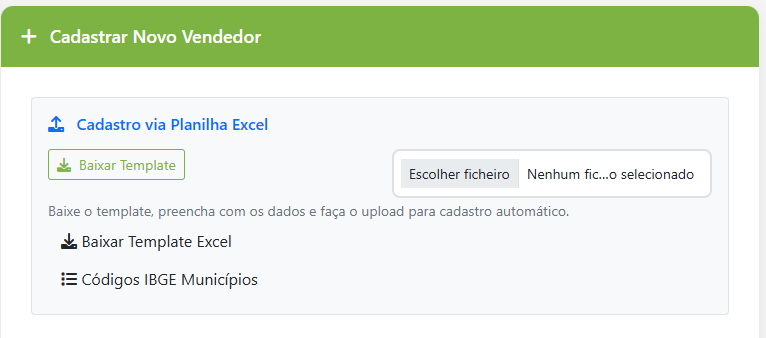 Cadastrar Novo Vendedor
Cadastro via Planilha Excel
Baixar Template
Escolher ficheiro Nenhum fic...o selecionado
Baixe o template, preencha com os dados e faça o upload para cadastro automático.
Baixar Template Excel
Códigos IBGE Municípios